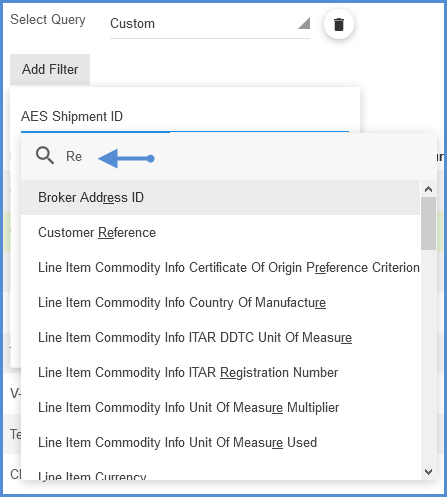 Select Query
Custom
Add Filter
AES Shipment ID
Re
Broker Address ID
Customer Reference
Line Item Commodity Info Certificate Of Origin Preference Criterion
Line Item Commodity Info Country Of Manufacture
Line Item Commodity Info ITAR DDTC Unit Of Measure
Line Item Commodity Info ITAR Registration Number
Line Item Commodity Info Unit Of Measure Multiplier
Line Item Commodity Info Unit Of Measure Used
Line Item Currency
V-
Te